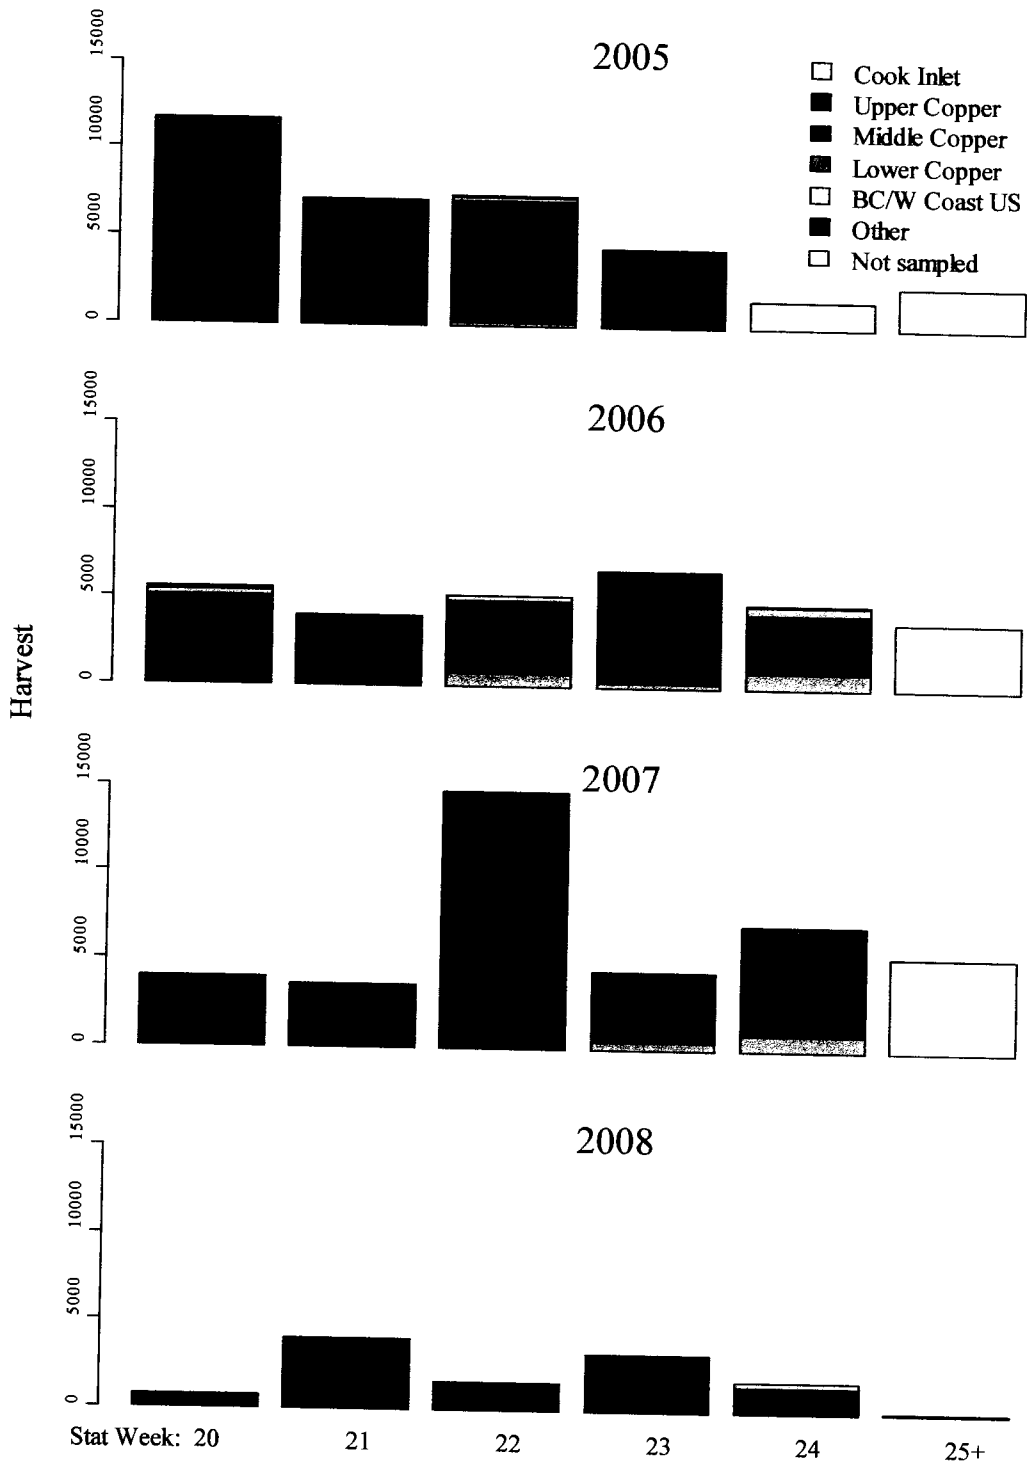 2005
15000
10000
5000
0
Cook Inlet
Upper Copper
Middle Copper
Lower Copper
BC/W Coast US
Other
Not sampled
2006
15000
10000
5000
0
Harvest
2007
15000
10000
5000
0
2008
15000
10000
5000
0
Stat Week: 20 21 22 23 24 25+